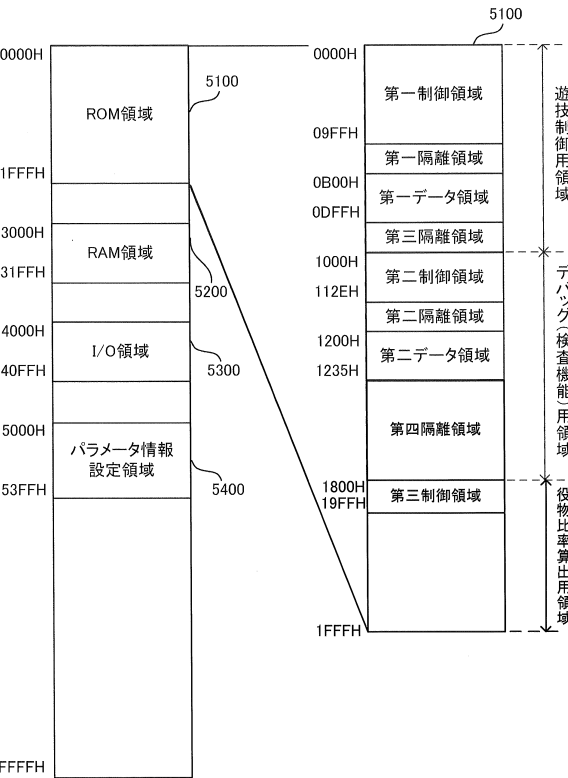 0000H
ROM領域
5100
1FFFH
3000H
RAM領域
31FFH
5200
4000H
I/O領域
40FFH
5300
5000H
パラメータ情報
設定領域
53FFH
5400
FFFFH
5100
0000H
第一制御領域
09FFH
第一隔離領域
0B00H
第一データ領域
0DFFH
第三隔離領域
1000H
第二制御領域
112EH
第二隔離領域
1200H
第二データ領域
1235H
第四隔離領域
1800H
第三制御領域
19FFH
1FFFH
遊技制御用領域
デバッグ(検査機能)用領域
役物比率算出用領域